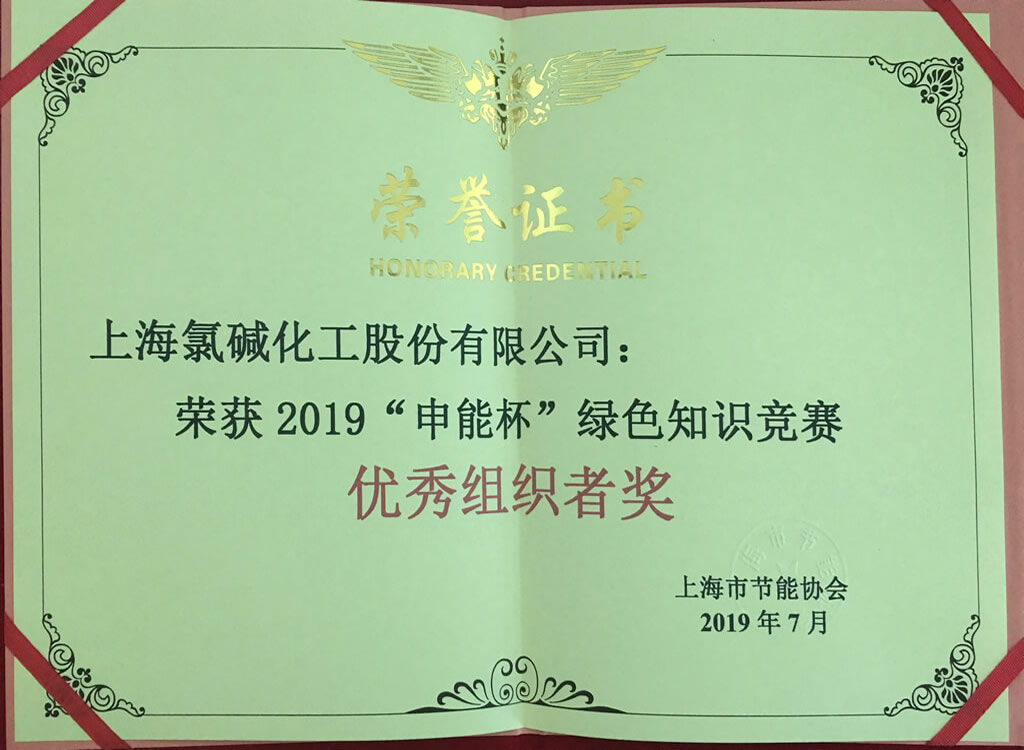 荣誉证书
HONORARY CREDENTIAL
上海氯碱化工股份有限公司：
荣获 2019“申能杯”绿色知识竞赛
优秀组织者奖
上海市节能协会
2019 年 7 月